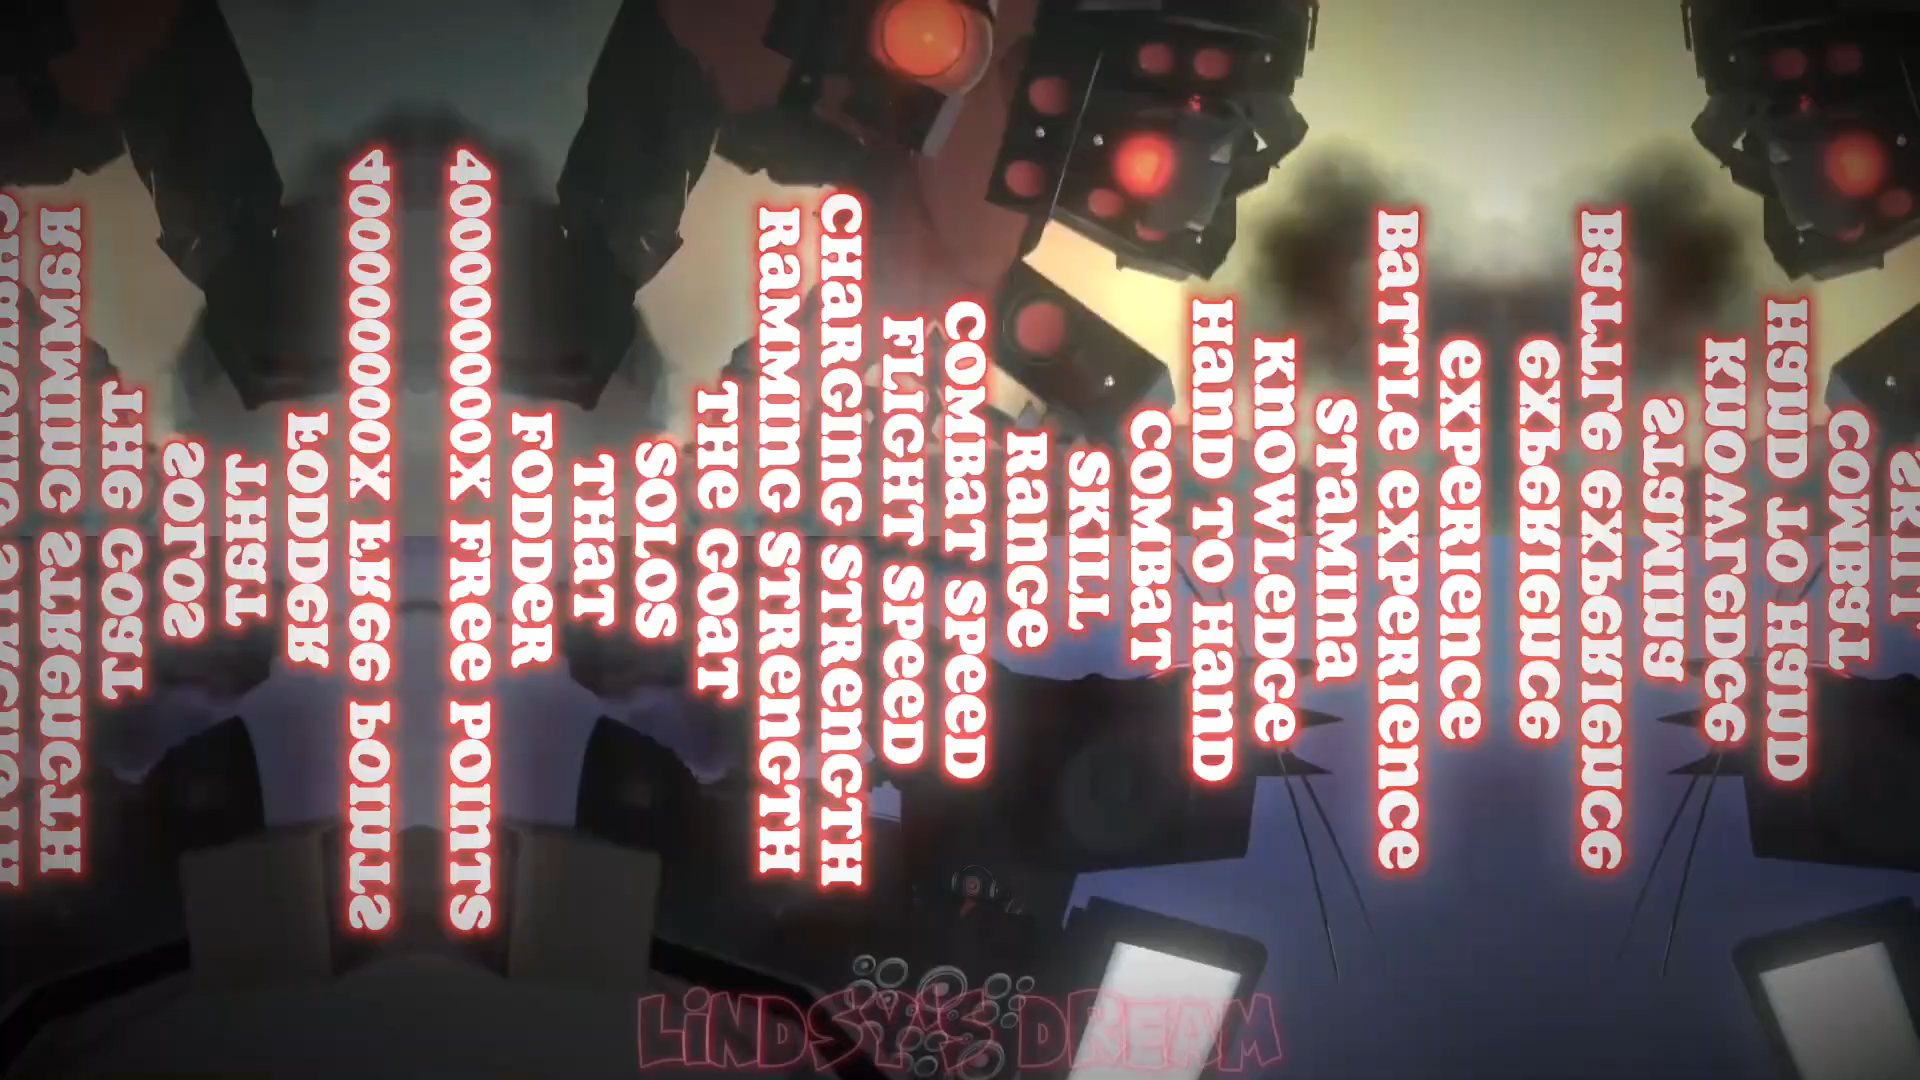 EXPERIENCE
BATTLE EXPERIENCE
STAMINA
KNOWLEDGE
HAND TO HAND
COMBAT
SKILL
RANGE
COMBAT SPEED
FLIGHT SPEED
CHARGING STRENGTH
RAMMING STRENGTH
THE GOAT
SOLOS
THAT
FODDER
FREE POINTS
LINDSY'S DREAM